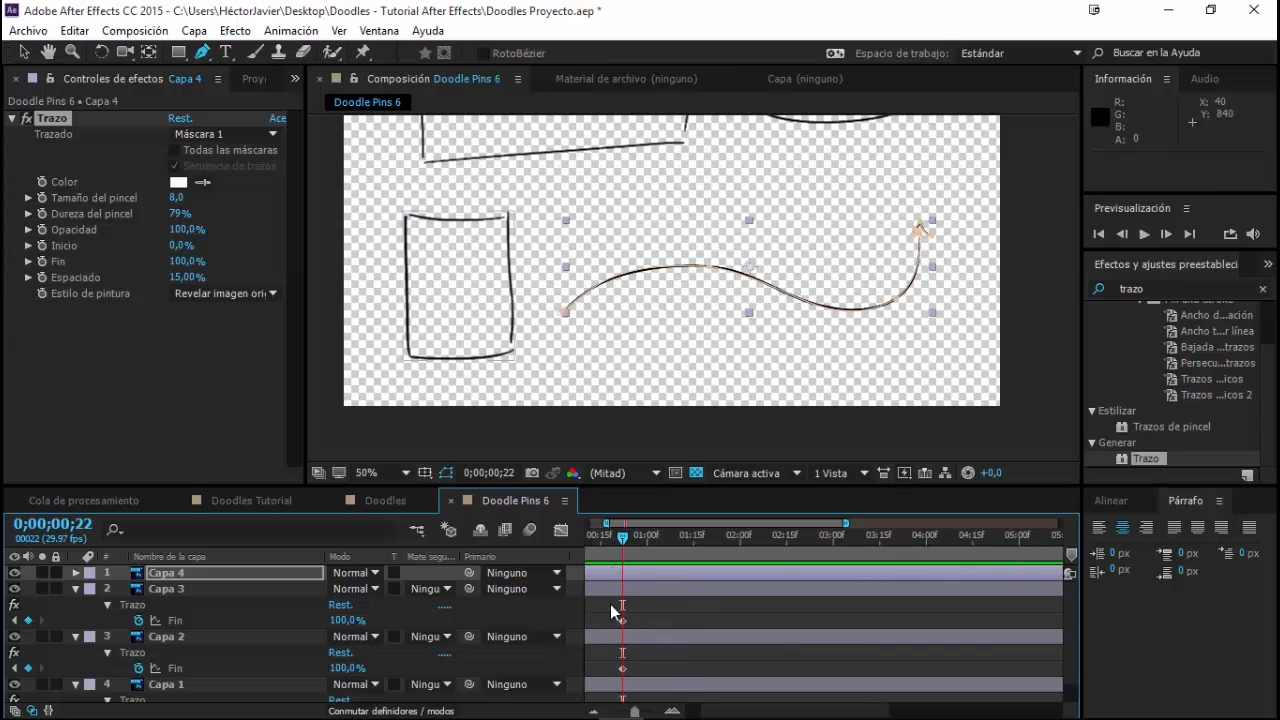 Adobe After Effects CC 2015 - C:\Users\HéctorJavier\Desktop\Doodles - Tutorial After Effects\Doodles Proyecto.aep *
Archivo Edición Composición Capa Efecto Animación Ver Ventana Ayuda
RotoBézier Espacio de trabajo: Estándar Buscar en la Ayuda
Controles de efectos Capa 4 Proy
Composición Doodle Pins 6 Material de archivo (ninguno) Capa (ninguno)
Información Audio
Doodle Pins 6 • Capa 4
Doodle Pins 6
fx Trazo Rest. Ace
Trazado Máscara 1
Todas las máscaras
Secuencia de trazos
Color
Tamaño del pincel 8,0
Dureza del pincel 79%
Opacidad 100,0%
Inicio 0,0%
Fin 100,0%
Espaciado 15,00%
Estilo de pintura Revelar imagen ori
R: X: 40
G: Y: 840
B:
A: 0
Previsualización
Efectos y ajustes preestableci
trazo
Ancho d...ación
Ancho t...r línea
Bajada ...trazos
Persecu...trazos
Trazos ...icos
Trazos ...icos 2
Estilizar
Trazos de pincel
Generar
Trazo
50% 0;00;00;22 (Mitad) Cámara activa 1 Vista +0,0
Cola de procesamiento Doodles Tutorial Doodles Doodle Pins 6
Alinear Párrafo
0;00;00;22
00022 (29.97 fps)
00:15f 01:00f 01:15f 02:00f 02:15f 03:00f 03:15f 04:00f 04:15f 05:00f 05:
# Nombre de la capa Modo T Mate segu... Primario
1 Capa 4 Normal Ninguno
2 Capa 3 Normal Ningu Ninguno
fx Trazo Rest. .....
Fin 100,0%
3 Capa 2 Normal Ningu Ninguno
fx Trazo Rest. .....
Fin 100,0%
4 Capa 1 Normal Ningu Ninguno
fx Trazo Rest. .....
Conmutar definidores / modos
0 px 0 px 0 px
0 px 0 px